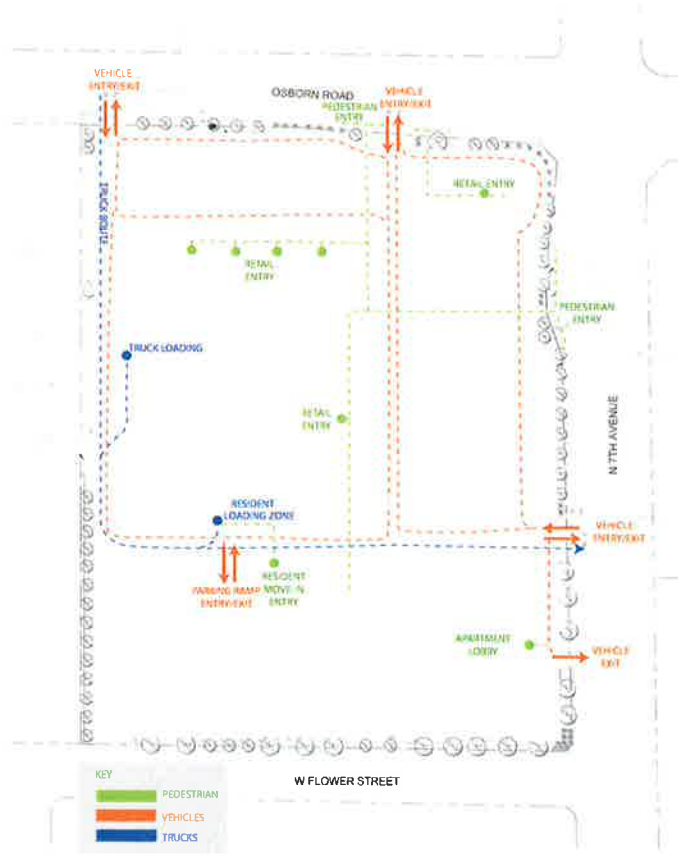 VEHICLE
ENTRY/EXIT
OSBORN ROAD
PEDESTRIAN
ENTRY
VEHICLE
ENTRY/EXIT
RETAIL ENTRY
TRUCK ROUTE
RETAIL
ENTRY
PEDESTRIAN
ENTRY
TRUCK LOADING
RETAIL
ENTRY
N 7TH AVENUE
RESIDENT
LOADING ZONE
VEHICLE
ENTRY/EXIT
PARKING RAMP
ENTRY/EXIT
RESIDENT
MOVE-IN
ENTRY
APARTMENT
LOBBY
VEHICLE
EXIT
W FLOWER STREET
KEY
PEDESTRIAN
VEHICLES
TRUCKS